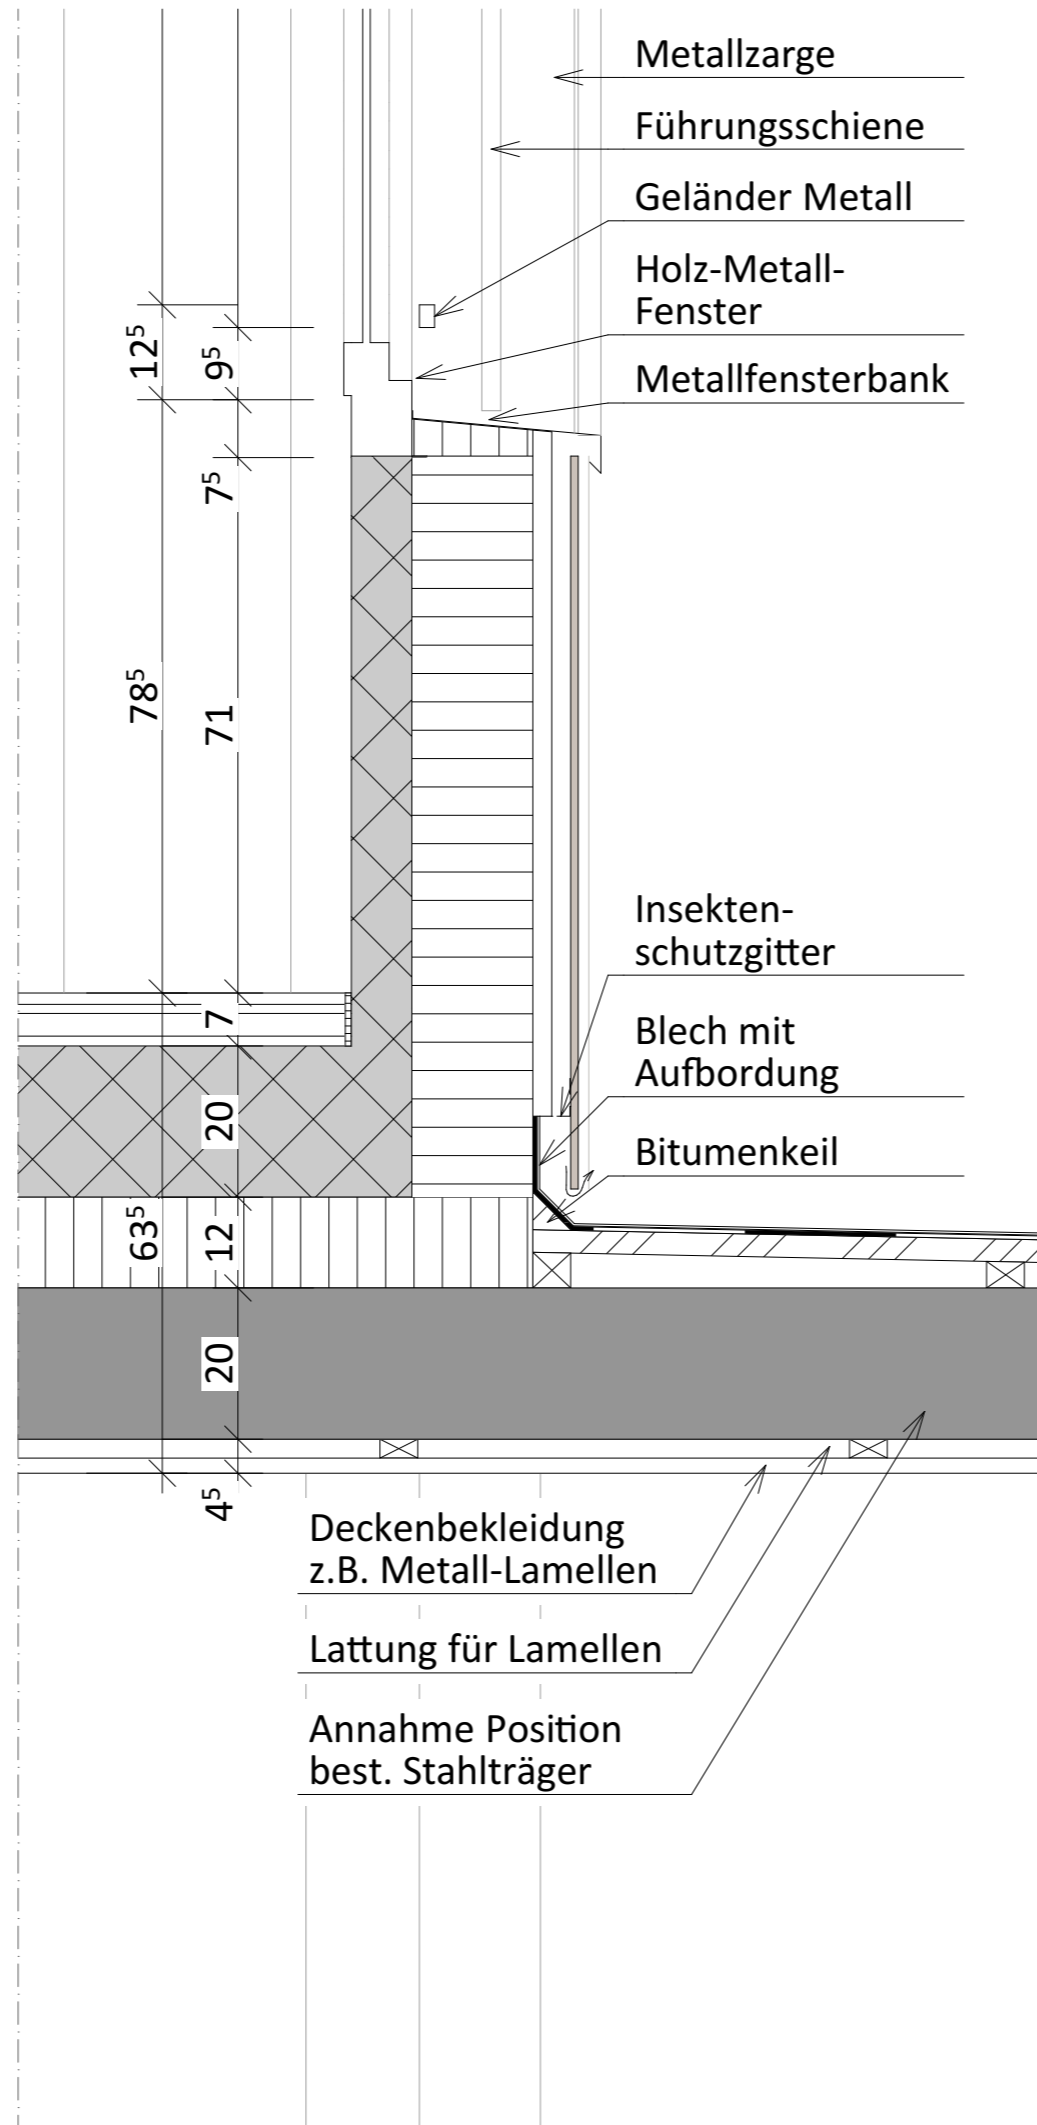 Metallzarge
Führungsschiene
Geländer Metall
Holz-Metall-
Fenster
Metallfensterbank
12⁵
9⁵
7⁵
78⁵
71
Insekten-
schutzgitter
7
Blech mit
Aufbordung
20
Bitumenkeil
63⁵
12
20
4⁵
Deckenbekleidung
z.B. Metall-Lamellen
Lattung für Lamellen
Annahme Position
best. Stahlträger